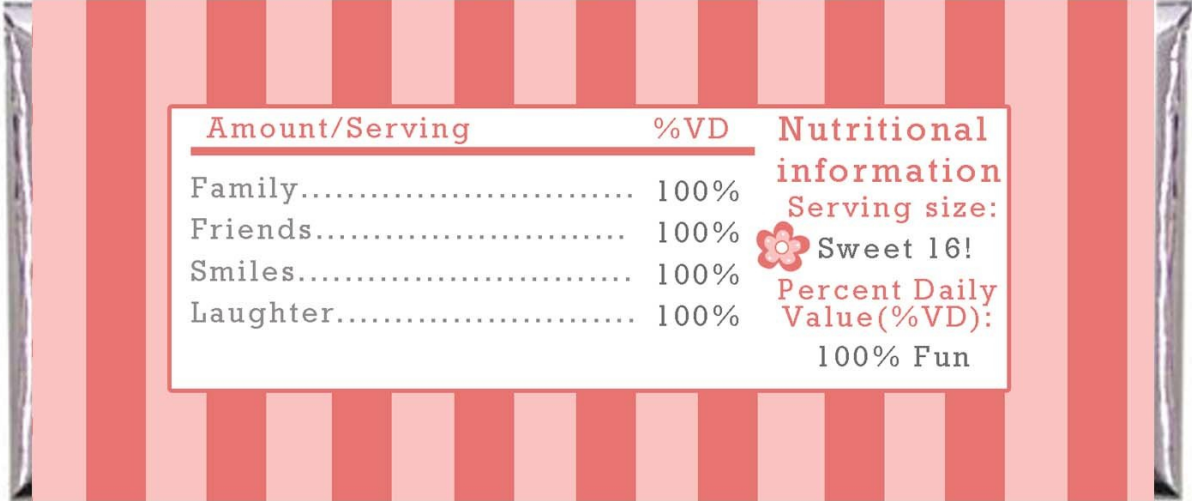 Amount/Serving %VD
Family............................. 100%
Friends........................... 100%
Smiles............................. 100%
Laughter.......................... 100%
Nutritional
information
Serving size:
Sweet 16!
Percent Daily
Value(%VD):
100% Fun